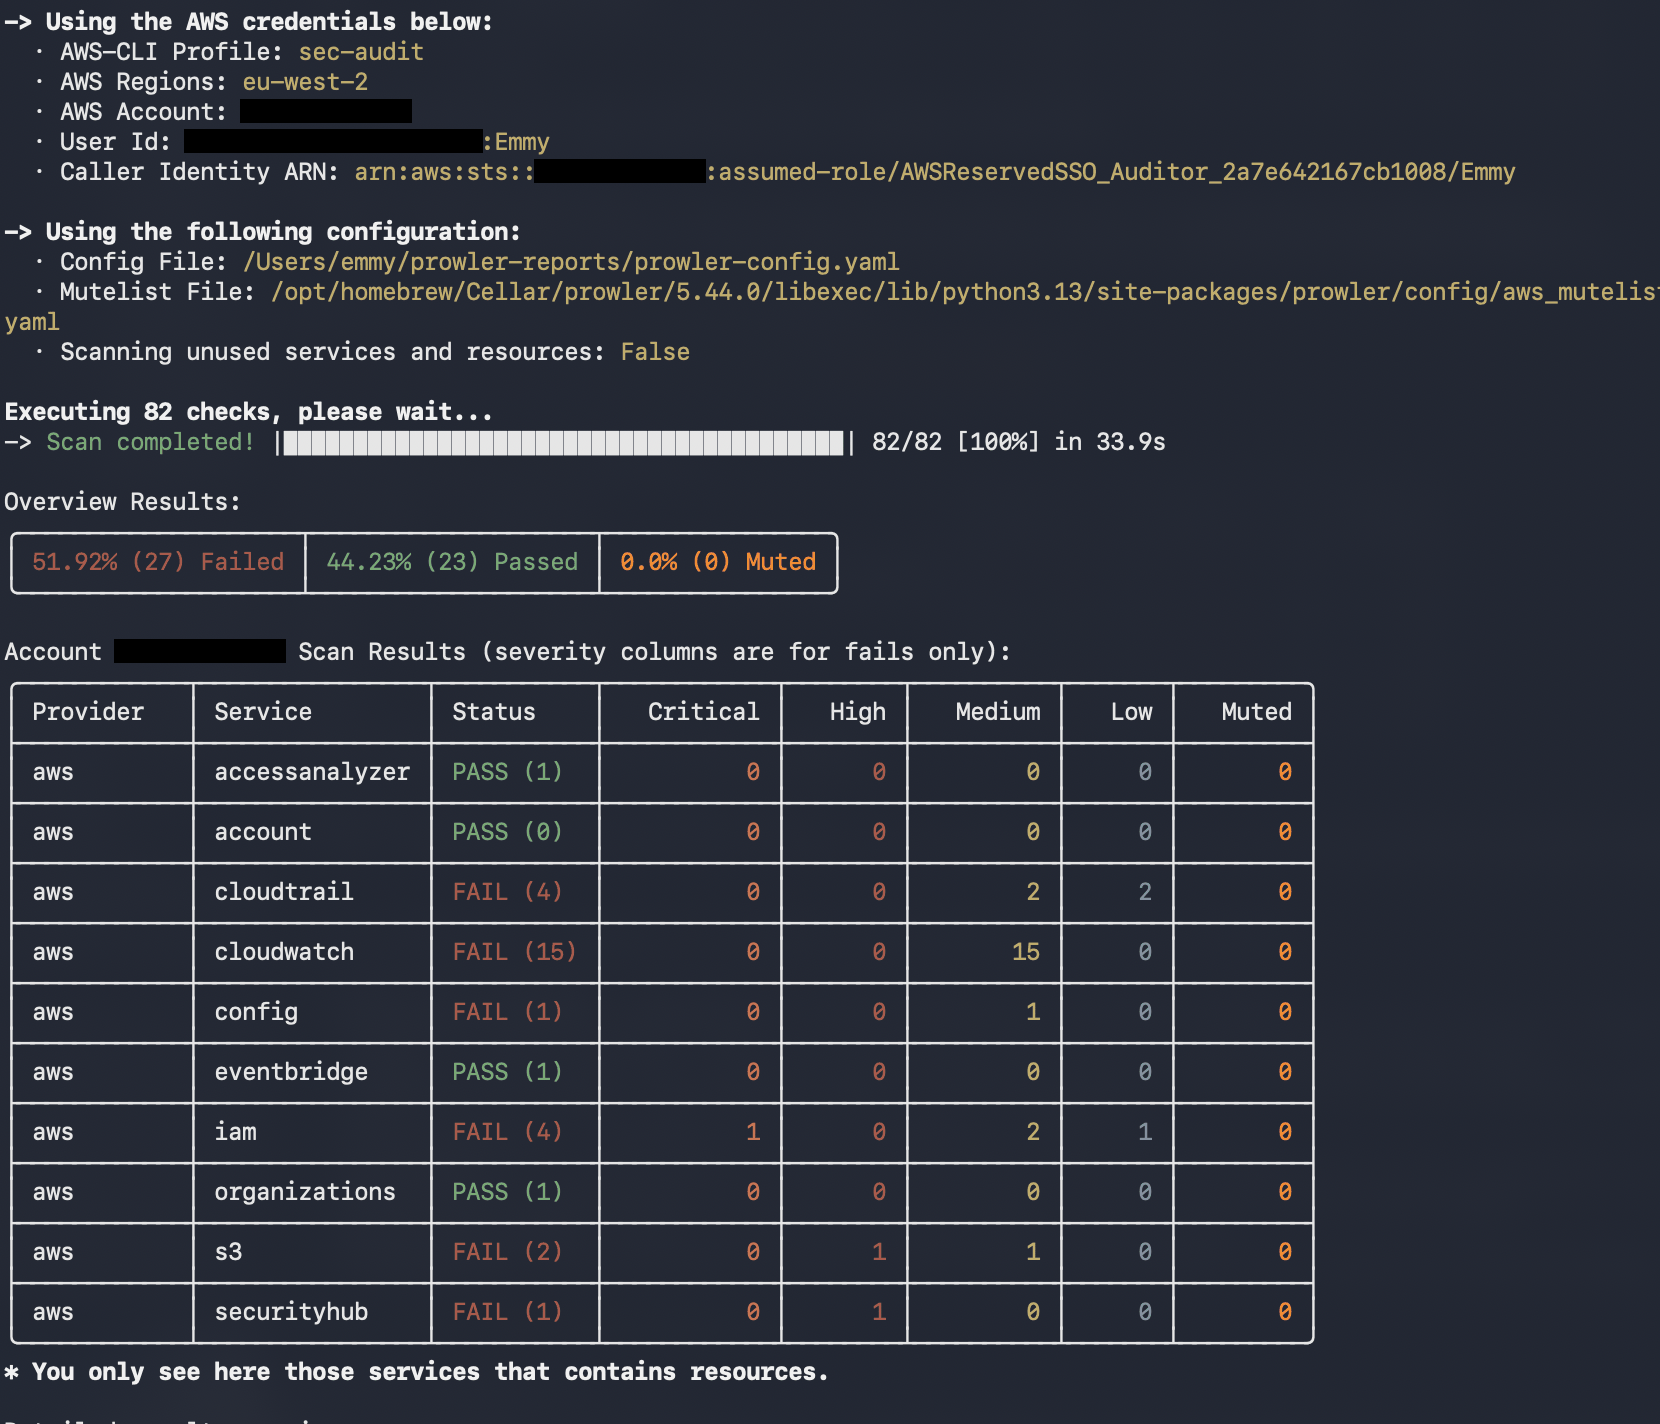 —> Using the AWS credentials below:
· AWS-CLI Profile: sec-audit
· AWS Regions: eu-west-2
· AWS Account:
· User Id: :Emmy
· Caller Identity ARN: arn:aws:sts:: :assumed-role/AWSReservedSSO_Auditor_2a7e642167cb1008/Emmy
—> Using the following configuration:
· Config File: /Users/emmy/prowler-reports/prowler-config.yaml
· Mutelist File: /opt/homebrew/Cellar/prowler/5.44.0/libexec/lib/python3.13/site-packages/prowler/config/aws_mutelist
yaml
· Scanning unused services and resources: False
Executing 82 checks, please wait...
—> Scan completed! || 82/82 [100%] in 33.9s
Overview Results:
51.92% (27) Failed 44.23% (23) Passed 0.0% (0) Muted
Account Scan Results (severity columns are for fails only):
Provider Service Status Critical High Medium Low Muted
aws accessanalyzer PASS (1) 0 0 0 0 0
aws account PASS (0) 0 0 0 0 0
aws cloudtrail FAIL (4) 0 0 2 2 0
aws cloudwatch FAIL (15) 0 0 15 0 0
aws config FAIL (1) 0 0 1 0 0
aws eventbridge PASS (1) 0 0 0 0 0
aws iam FAIL (4) 1 0 2 1 0
aws organizations PASS (1) 0 0 0 0 0
aws s3 FAIL (2) 0 1 1 0 0
aws securityhub FAIL (1) 0 1 0 0 0
* You only see here those services that contains resources.